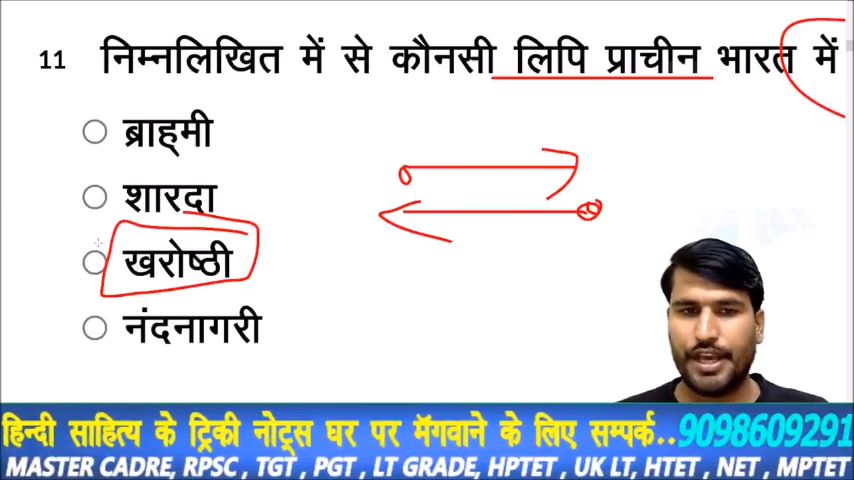 11 निम्नलिखित में से कौनसी लिपि प्राचीन भारत में
ब्राह्मी
शारदा
खरोष्ठी
नंदनागरी
हिन्दी साहित्य के ट्रिकी नोट्स घर पर मँगवाने के लिए सम्पर्क..9098609291
MASTER CADRE, RPSC , TGT , PGT , LT GRADE, HPTET , UK LT, HTET , NET , MPTET